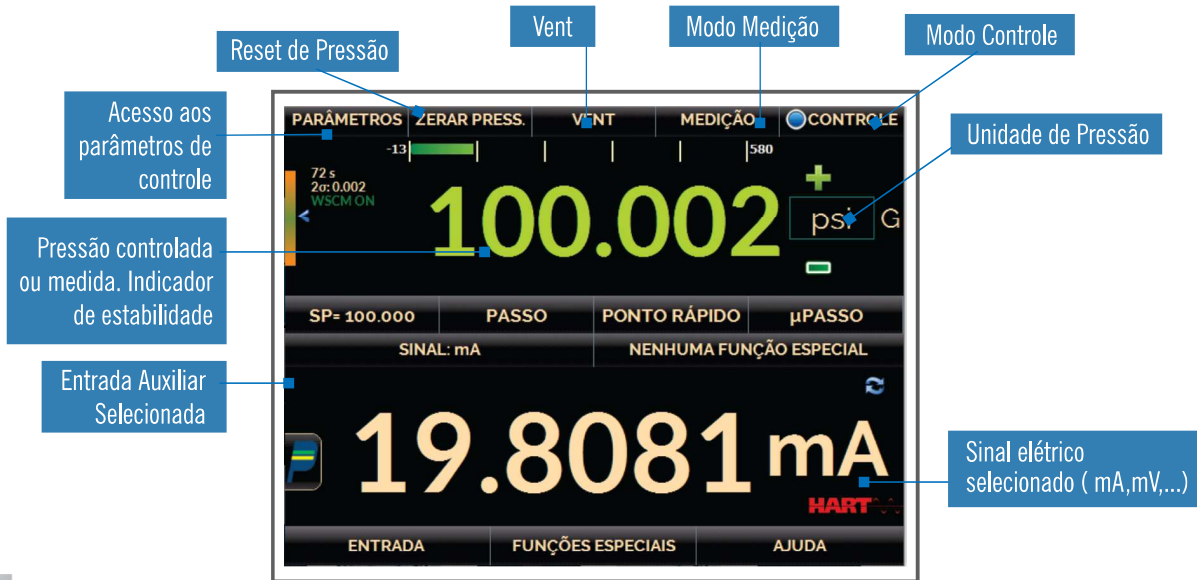 Vent
Modo Medição
Modo Controle
Reset de Pressão
Acesso aos
parâmetros de
controle
Unidade de Pressão
Pressão controlada
ou medida. Indicador
de estabilidade
Entrada Auxiliar
Selecionada
Sinal elétrico
selecionado ( mA,mV,...)
PARÂMETROS ZERAR PRESS. VENT MEDIÇÃO CONTROLE
-13 580
72 s
2σ: 0.002
WSCM ON
100.002 psi G
SP= 100.000 PASSO PONTO RÁPIDO µPASSO
SINAL: mA NENHUMA FUNÇÃO ESPECIAL
19.8081 mA
HART
ENTRADA FUNÇÕES ESPECIAIS AJUDA